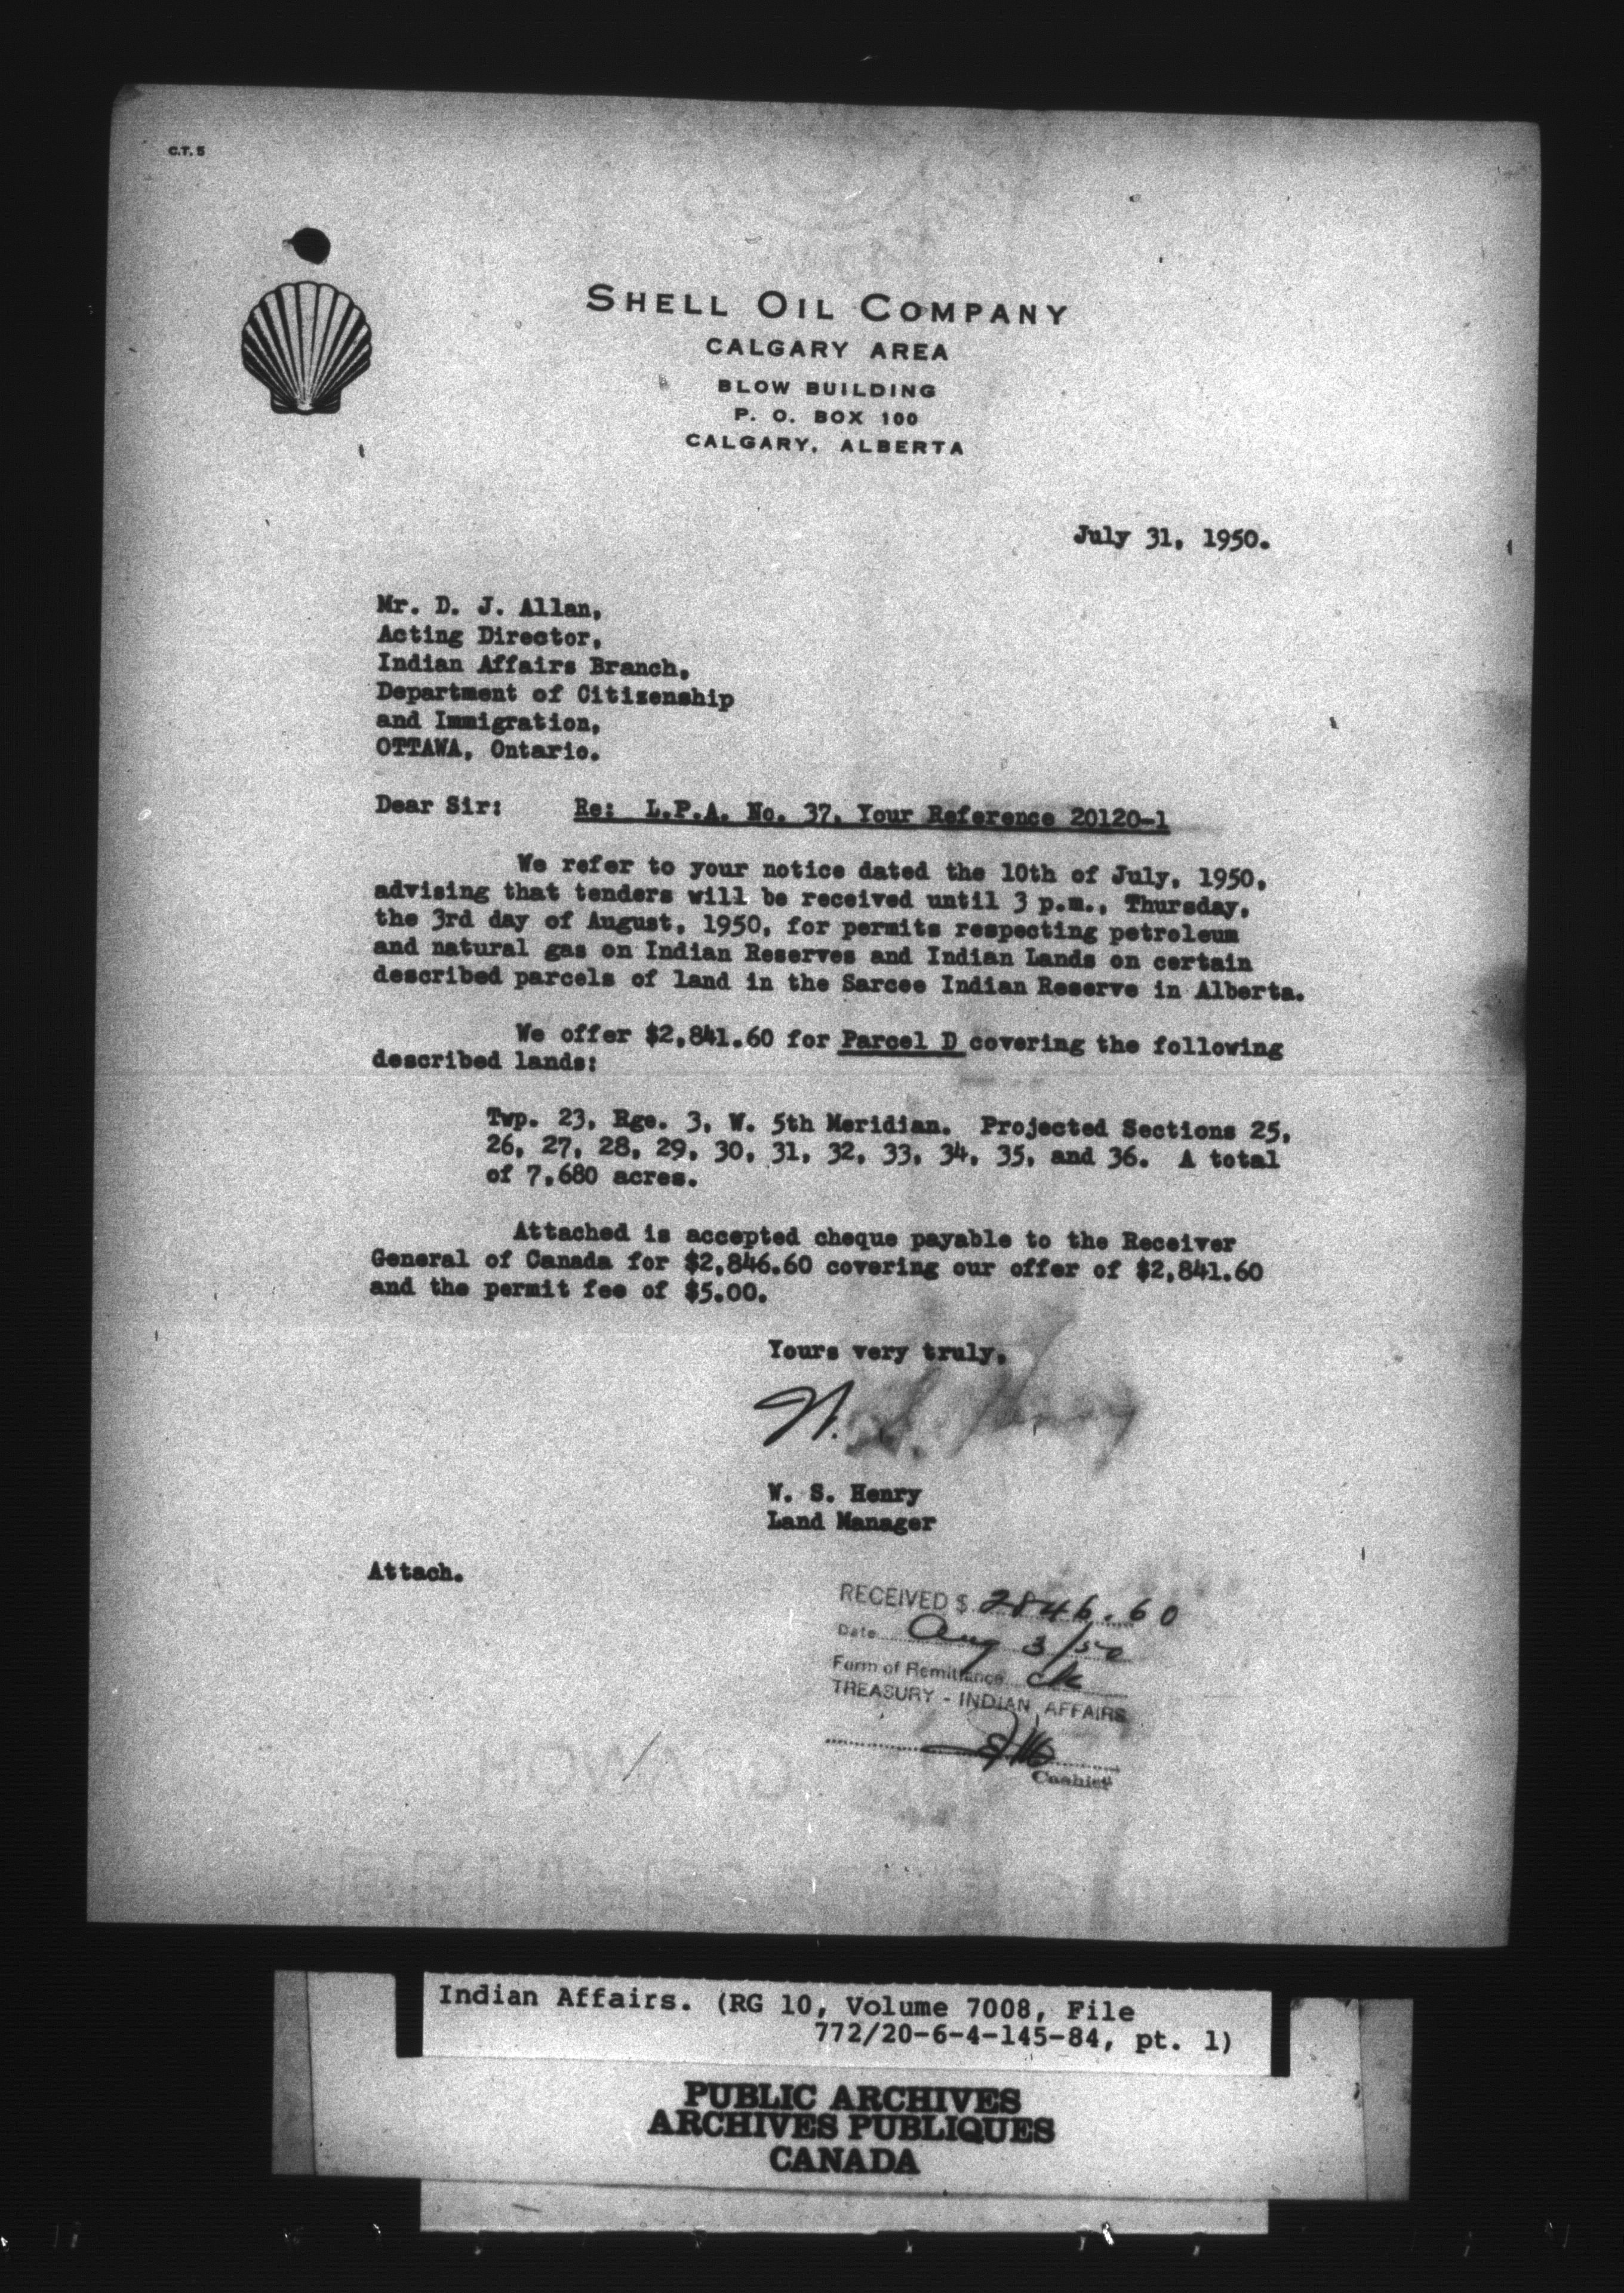 C.T. 5
SHELL OIL COMPANY
CALGARY AREA
BLOW BUILDING
P. O. BOX 100
CALGARY, ALBERTA
July 31, 1950.
Mr. D. J. Allan,
Acting Director,
Indian Affairs Branch,
Department of Citizenship
and Immigration,
OTTAWA, Ontario.
Dear Sir: Re: L.P.A. No. 37, Your Reference 20120-1
We refer to your notice dated the 10th of July, 1950,
advising that tenders will be received until 3 p.m., Thursday,
the 3rd day of August, 1950, for permits respecting petroleum
and natural gas on Indian Reserves and Indian Lands on certain
described parcels of land in the Sarcee Indian Reserve in Alberta.
We offer $2,841.60 for Parcel D covering the following
described lands:
Twp. 23, Rge. 3, W. 5th Meridian. Projected Sections 25,
26, 27, 28, 29, 30, 31, 32, 33, 34, 35, and 36. A total
of 7,680 acres.
Attached is accepted cheque payable to the Receiver
General of Canada for $2,846.60 covering our offer of $2,841.60
and the permit fee of $5.00.
Yours very truly,
W. S. Henry
W. S. Henry
Land Manager
Attach.
RECEIVED $ 2846.60
Date Aug 3/50
Form of Remittance ck
TREASURY - INDIAN AFFAIRS
Cashier
Indian Affairs. (RG 10, Volume 7008, File
772/20-6-4-145-84, pt. 1)
PUBLIC ARCHIVES
ARCHIVES PUBLIQUES
CANADA